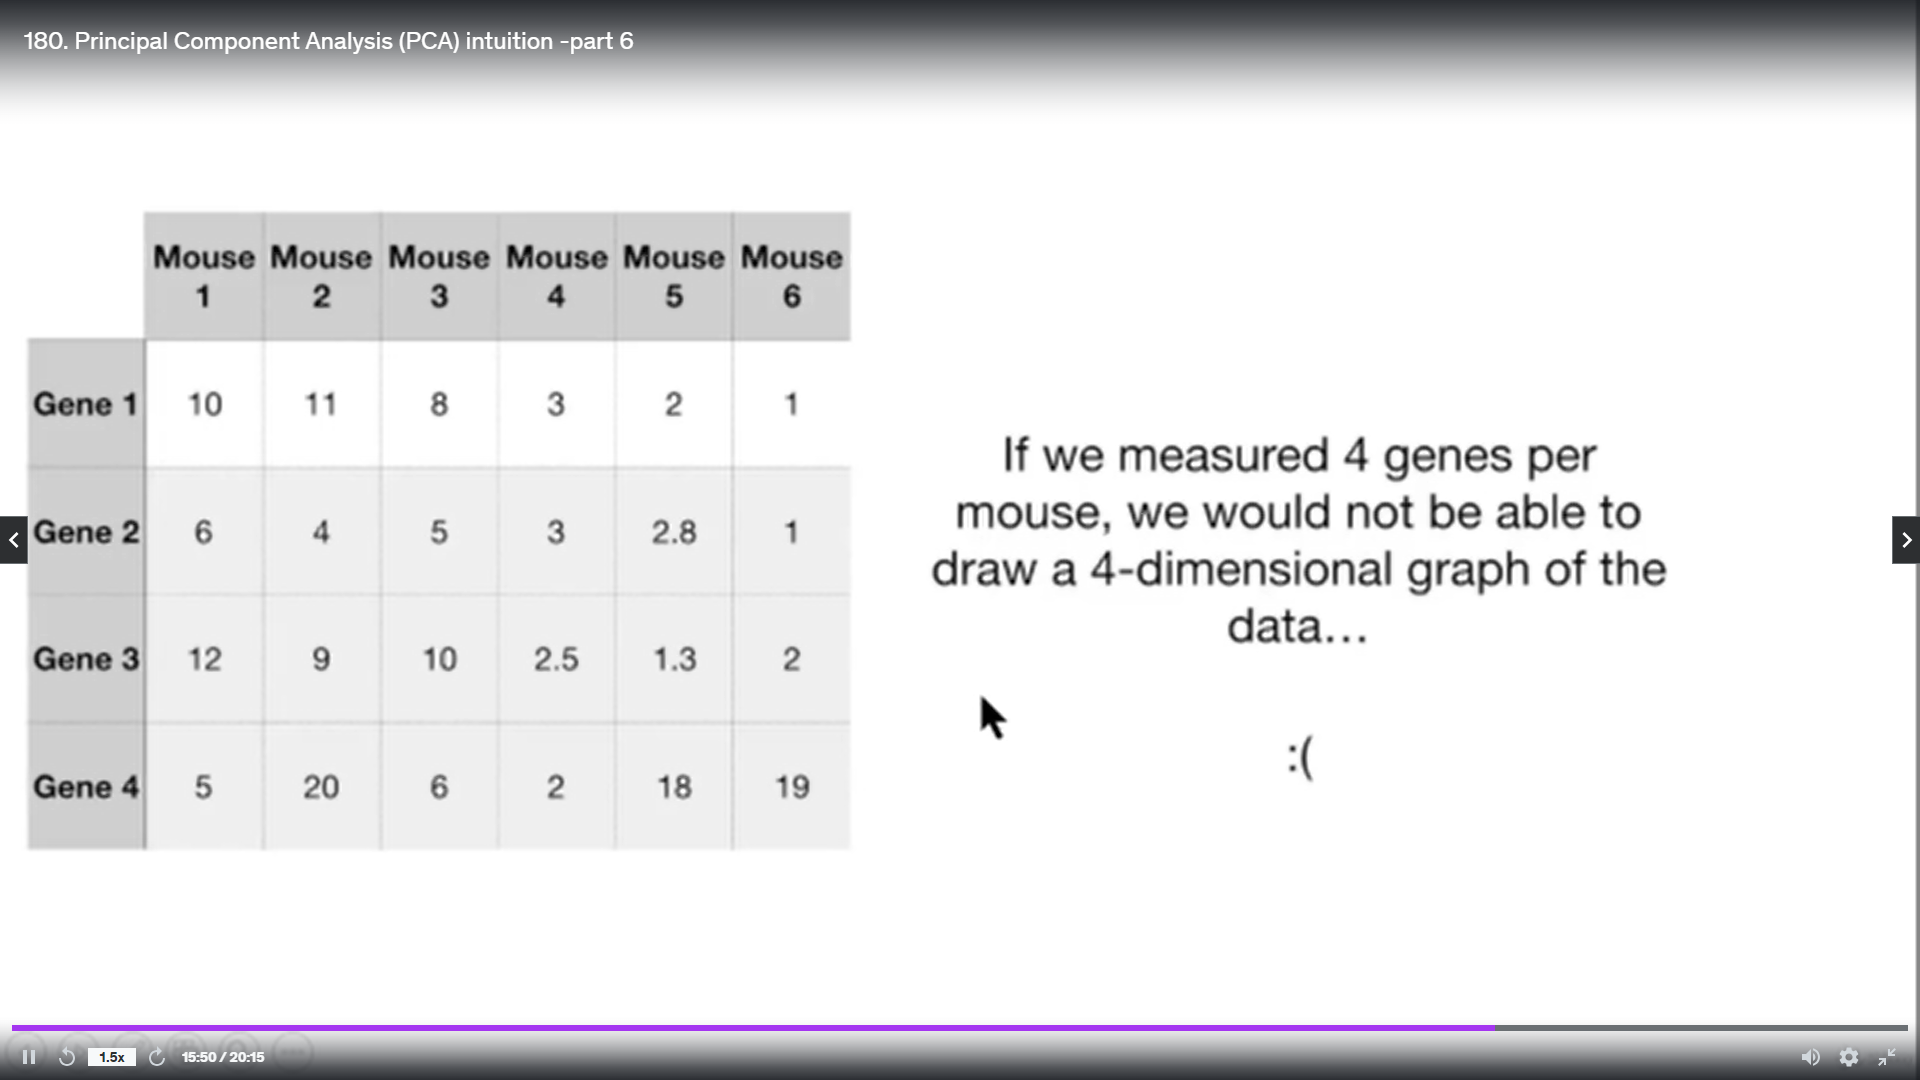 180. Principal Component Analysis (PCA) intuition -part 6
Mouse 1 Mouse 2 Mouse 3 Mouse 4 Mouse 5 Mouse 6
Gene 1 10 11 8 3 2 1
Gene 2 6 4 5 3 2.8 1
Gene 3 12 9 10 2.5 1.3 2
Gene 4 5 20 6 2 18 19
If we measured 4 genes per
mouse, we would not be able to
draw a 4-dimensional graph of the
data...
:(
1.5x 15:50 / 20:15